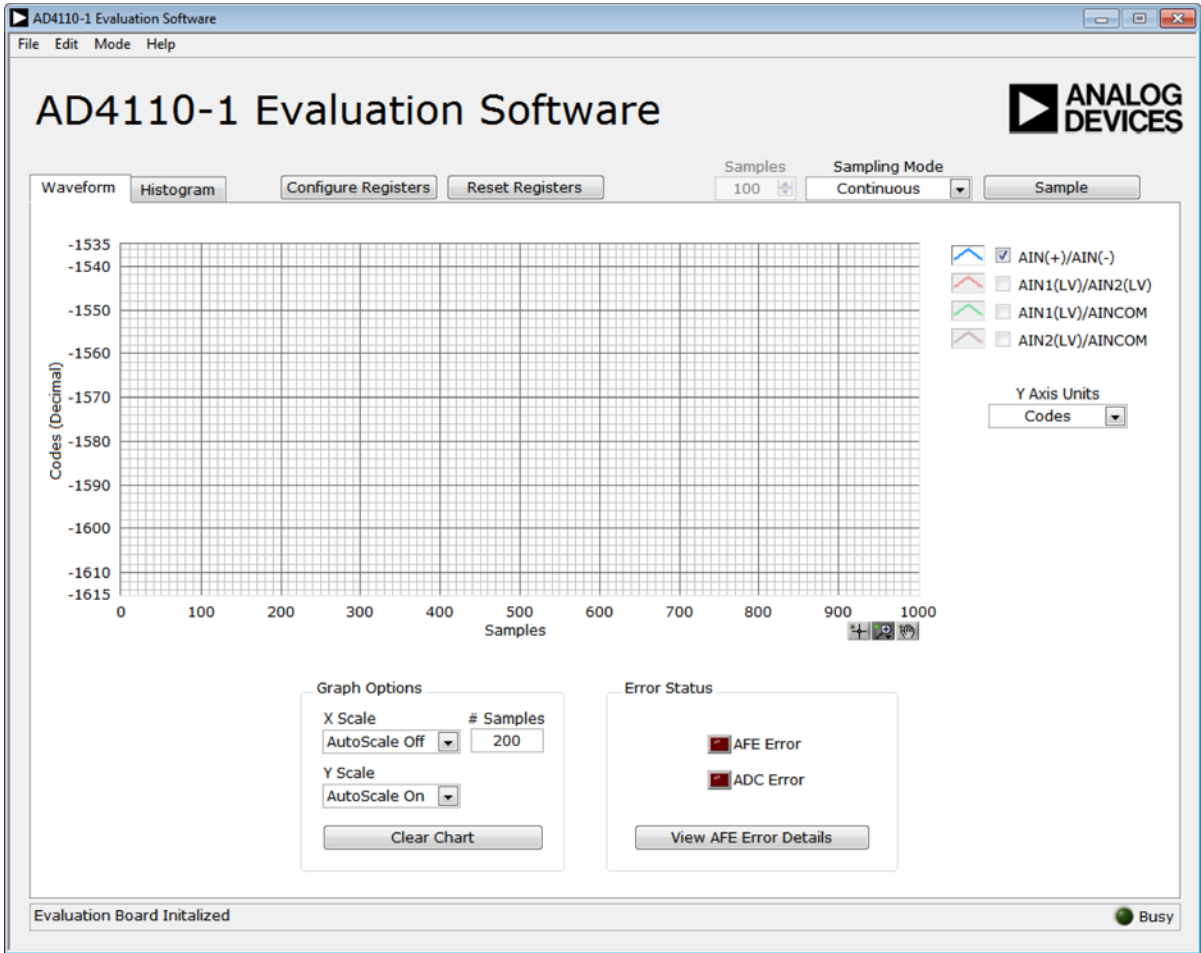 AD4110-1 Evaluation Software
File Edit Mode Help
AD4110-1 Evaluation Software
ANALOG
DEVICES
Waveform
Histogram
Configure Registers
Reset Registers
Samples
100
Sampling Mode
Continuous
Sample
-1535
-1540
-1550
-1560
-1570
-1580
-1590
-1600
-1610
-1615
Codes (Decimal)
0 100 200 300 400 500 600 700 800 900 1000
Samples
AIN(+)/AIN(-)
AIN1(LV)/AIN2(LV)
AIN1(LV)/AINCOM
AIN2(LV)/AINCOM
Y Axis Units
Codes
Graph Options
X Scale
AutoScale Off
# Samples
200
Y Scale
AutoScale On
Clear Chart
Error Status
AFE Error
ADC Error
View AFE Error Details
Evaluation Board Initalized
Busy